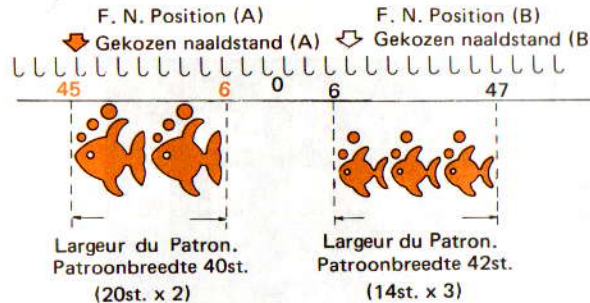 F. N. Position (A)
Gekozen naaldstand (A)
F. N. Position (B)
Gekozen naaldstand (B
45 6 0 6 47
Largeur du Patron.
Patroonbreedte 40st.
(20st. x 2)
Largeur du Patron.
Patroonbreedte 42st.
(14st. x 3)